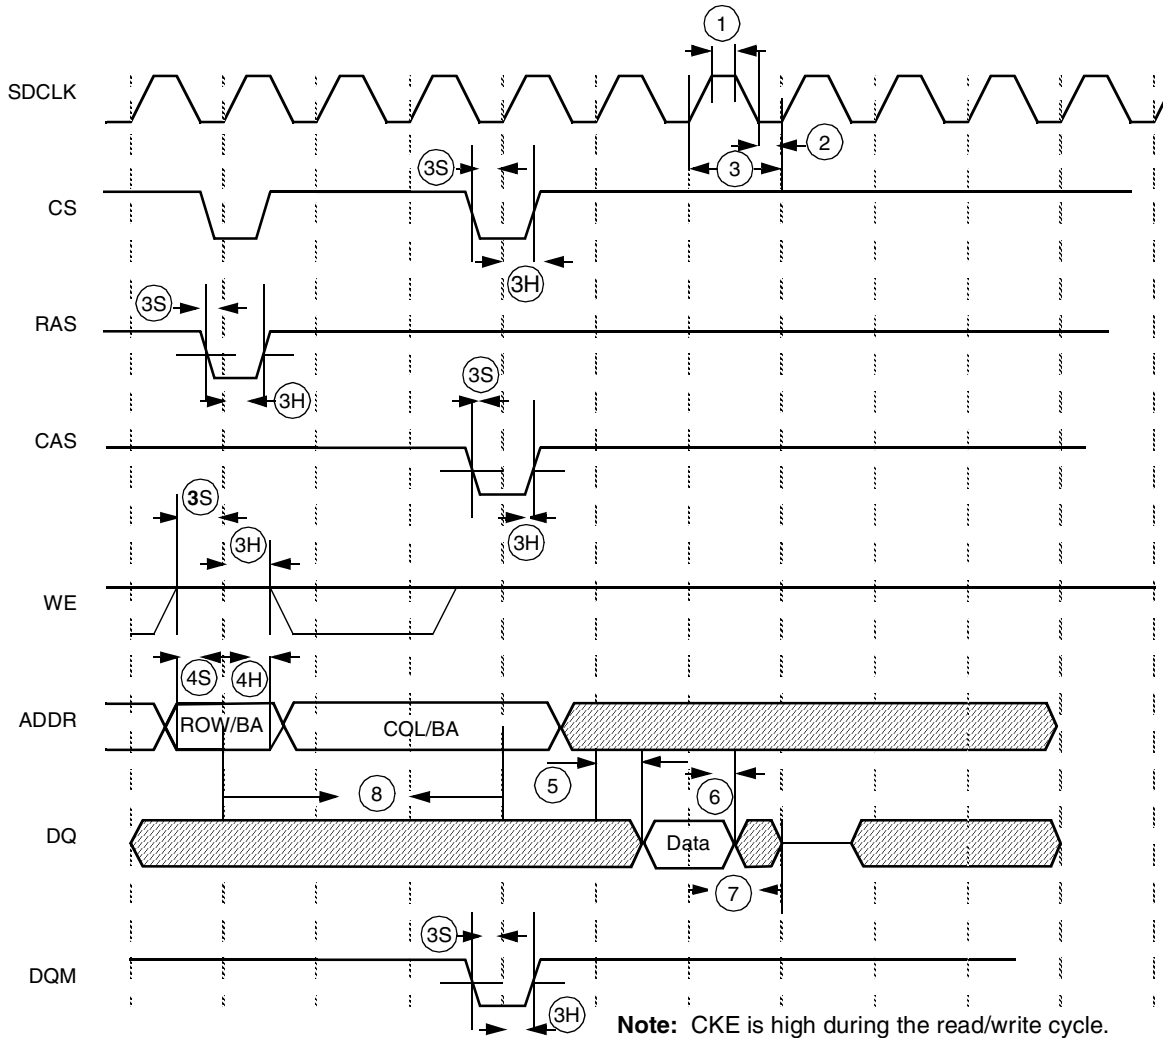 1
SDCLK
2
3S
3
CS
3H
3S
RAS
3S
3H
CAS
3S
3H
3H
WE
4S
4H
ADDR
ROW/BA
COL/BA
5
8
6
DQ
Data
7
3S
DQM
3H
Note: CKE is high during the read/write cycle.